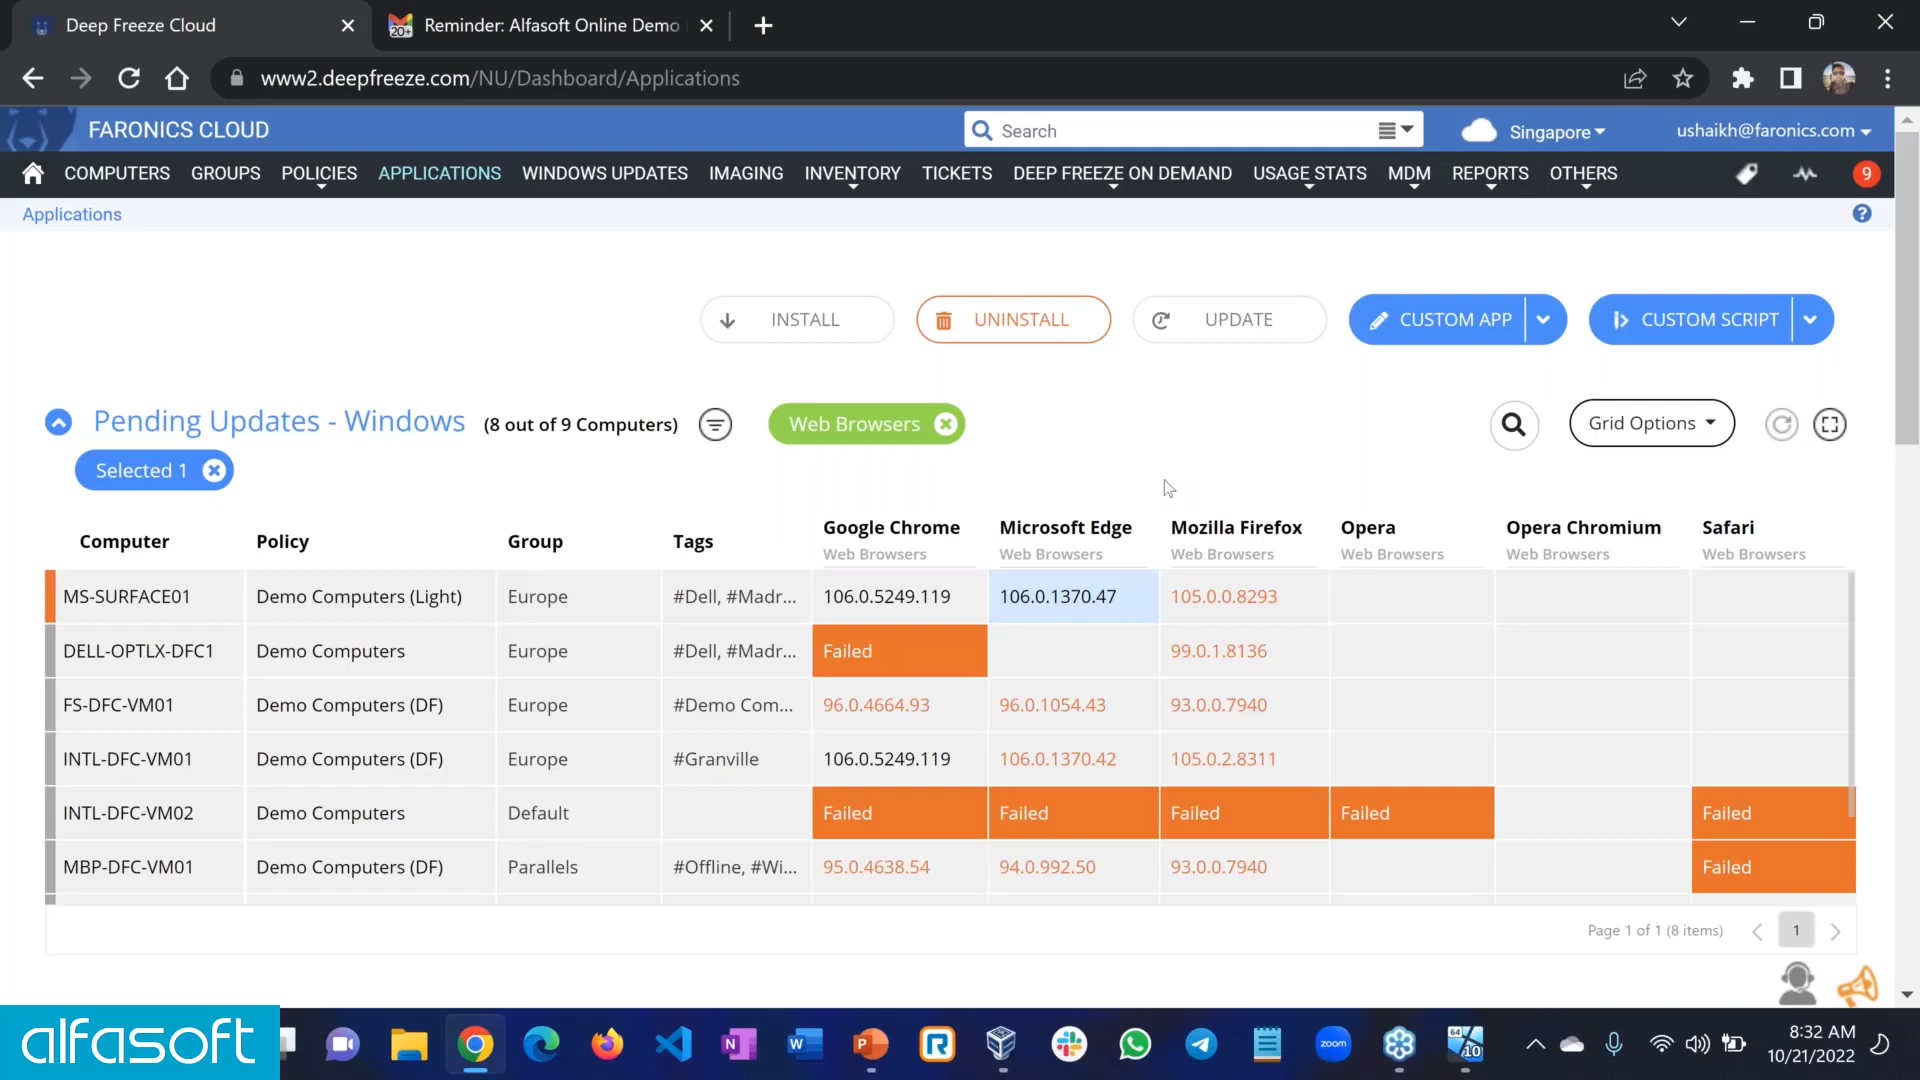 Deep Freeze Cloud
20+
Reminder: Alfasoft Online Demo
www2.deepfreeze.com/NU/Dashboard/Applications
FARONICS CLOUD
Search
Singapore
ushaikh@faronics.com
COMPUTERS GROUPS POLICIES APPLICATIONS WINDOWS UPDATES IMAGING INVENTORY TICKETS DEEP FREEZE ON DEMAND USAGE STATS MDM REPORTS OTHERS
9
Applications
?
INSTALL UNINSTALL UPDATE CUSTOM APP CUSTOM SCRIPT
Pending Updates - Windows (8 out of 9 Computers) Web Browsers Grid Options
Selected 1
Computer Policy Group Tags Google Chrome Microsoft Edge Mozilla Firefox Opera Opera Chromium Safari
Web Browsers Web Browsers Web Browsers Web Browsers Web Browsers Web Browsers
MS-SURFACE01 Demo Computers (Light) Europe #Dell, #Madr... 106.0.5249.119 106.0.1370.47 105.0.0.8293
DELL-OPTLX-DFC1 Demo Computers Europe #Dell, #Madr... Failed 99.0.1.8136
FS-DFC-VM01 Demo Computers (DF) Europe #Demo Com... 96.0.4664.93 96.0.1054.43 93.0.0.7940
INTL-DFC-VM01 Demo Computers (DF) Europe #Granville 106.0.5249.119 106.0.1370.42 105.0.2.8311
INTL-DFC-VM02 Demo Computers Default Failed Failed Failed Failed Failed
MBP-DFC-VM01 Demo Computers (DF) Parallels #Offline, #Wi... 95.0.4638.54 94.0.992.50 93.0.0.7940 Failed
Page 1 of 1 (8 items) 1
alfasoft
N
W
P
R
zoom
64
10
8:32 AM
10/21/2022